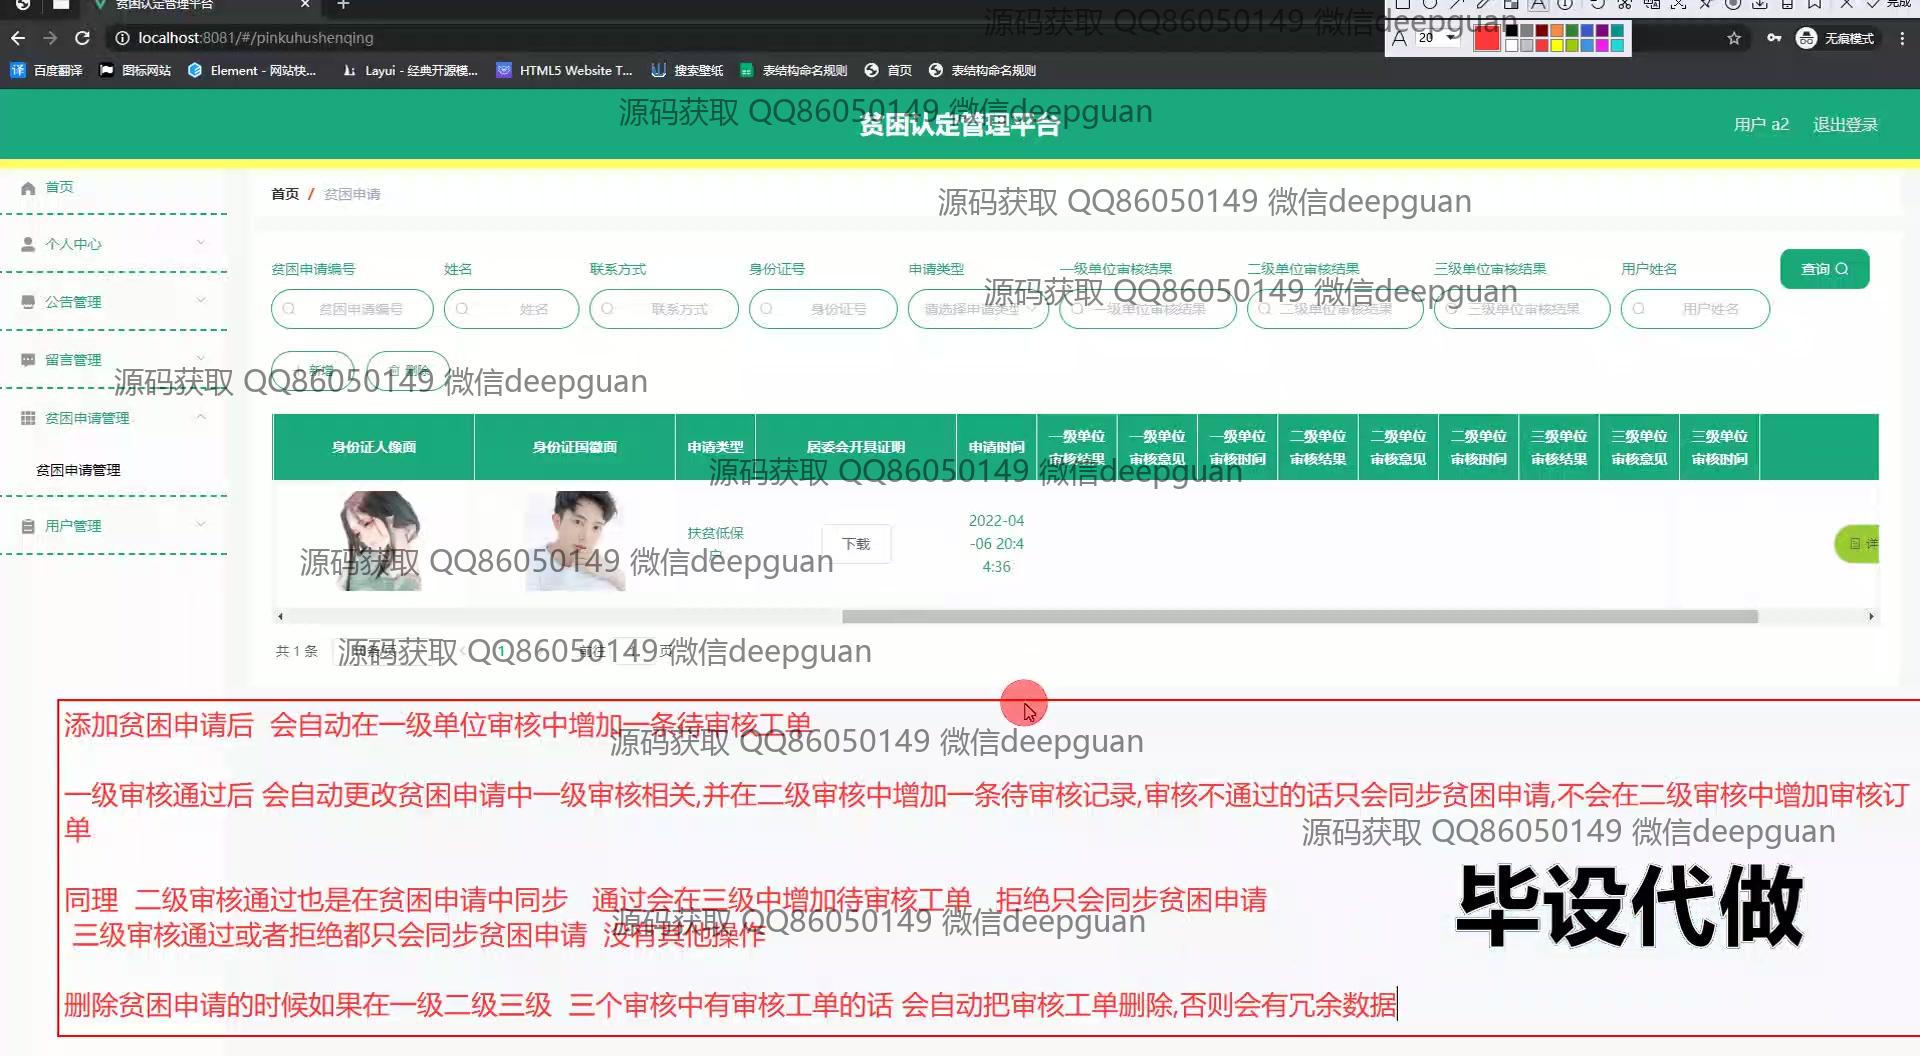 贫困认定管理平台
完成
源码获取 QQ86050149 微信deepguan
localhost:8081/#/pinkuhushenqing
A 20
无痕模式
百度翻译 图标网站 Element - 网站快... Layui - 经典开源模... HTML5 Website T... 搜索壁纸 表结构命名规则 首页 表结构命名规则
源码获取 QQ86050149 微信deepguan
贫困认定管理平台
用户 a2 退出登录
首页
首页 / 贫困申请
源码获取 QQ86050149 微信deepguan
个人中心
公告管理
留言管理
贫困申请管理
贫困申请管理
用户管理
贫困申请编号 姓名 联系方式 身份证号 申请类型 一级单位审核结果 二级单位审核结果 三级单位审核结果 用户姓名 查询
源码获取 QQ86050149 微信deepguan
贫困申请编号 姓名 联系方式 身份证号 请选择申请类型 一级单位审核结果 二级单位审核结果 三级单位审核结果 用户姓名
新增 删除
源码获取 QQ86050149 微信deepguan
身份证人像面 身份证国徽面 申请类型 居委会开具证明 申请时间 一级单位审核结果 一级单位审核意见 一级单位审核时间 二级单位审核结果 二级单位审核意见 二级单位审核时间 三级单位审核结果 三级单位审核意见 三级单位审核时间
源码获取 QQ86050149 微信deepguan
扶贫低保户 下载 2022-04-06 20:44:36 详
源码获取 QQ86050149 微信deepguan
共 1 条 1 前往 1 页
源码获取 QQ86050149 微信deepguan
添加贫困申请后 会自动在一级单位审核中增加一条待审核工单
源码获取 QQ86050149 微信deepguan
一级审核通过后 会自动更改贫困申请中一级审核相关,并在二级审核中增加一条待审核记录,审核不通过的话只会同步贫困申请,不会在二级审核中增加审核订
单
源码获取 QQ86050149 微信deepguan
同理 二级审核通过也是在贫困申请中同步 通过会在三级中增加待审核工单 拒绝只会同步贫困申请
源码获取 QQ86050149 微信deepguan
三级审核通过或者拒绝都只会同步贫困申请 没有其他操作
毕设代做
删除贫困申请的时候如果在一级二级三级 三个审核中有审核工单的话 会自动把审核工单删除,否则会有冗余数据